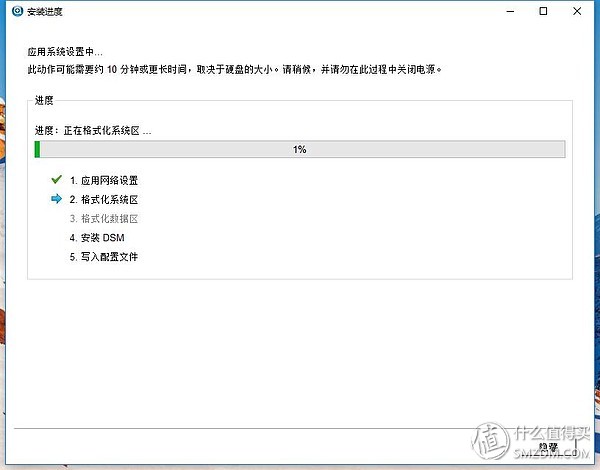 安装进度
应用系统设置中...
此动作可能需要约 10 分钟或更长时间，取决于硬盘的大小。请稍候，并请勿在此过程中关闭电源。
进度
进度：正在格式化系统区 ...
1%
1. 应用网络设置
2. 格式化系统区
3. 格式化数据区
4. 安装 DSM
5. 写入配置文件
隐藏
值 什么值得买
SMZDM.COM